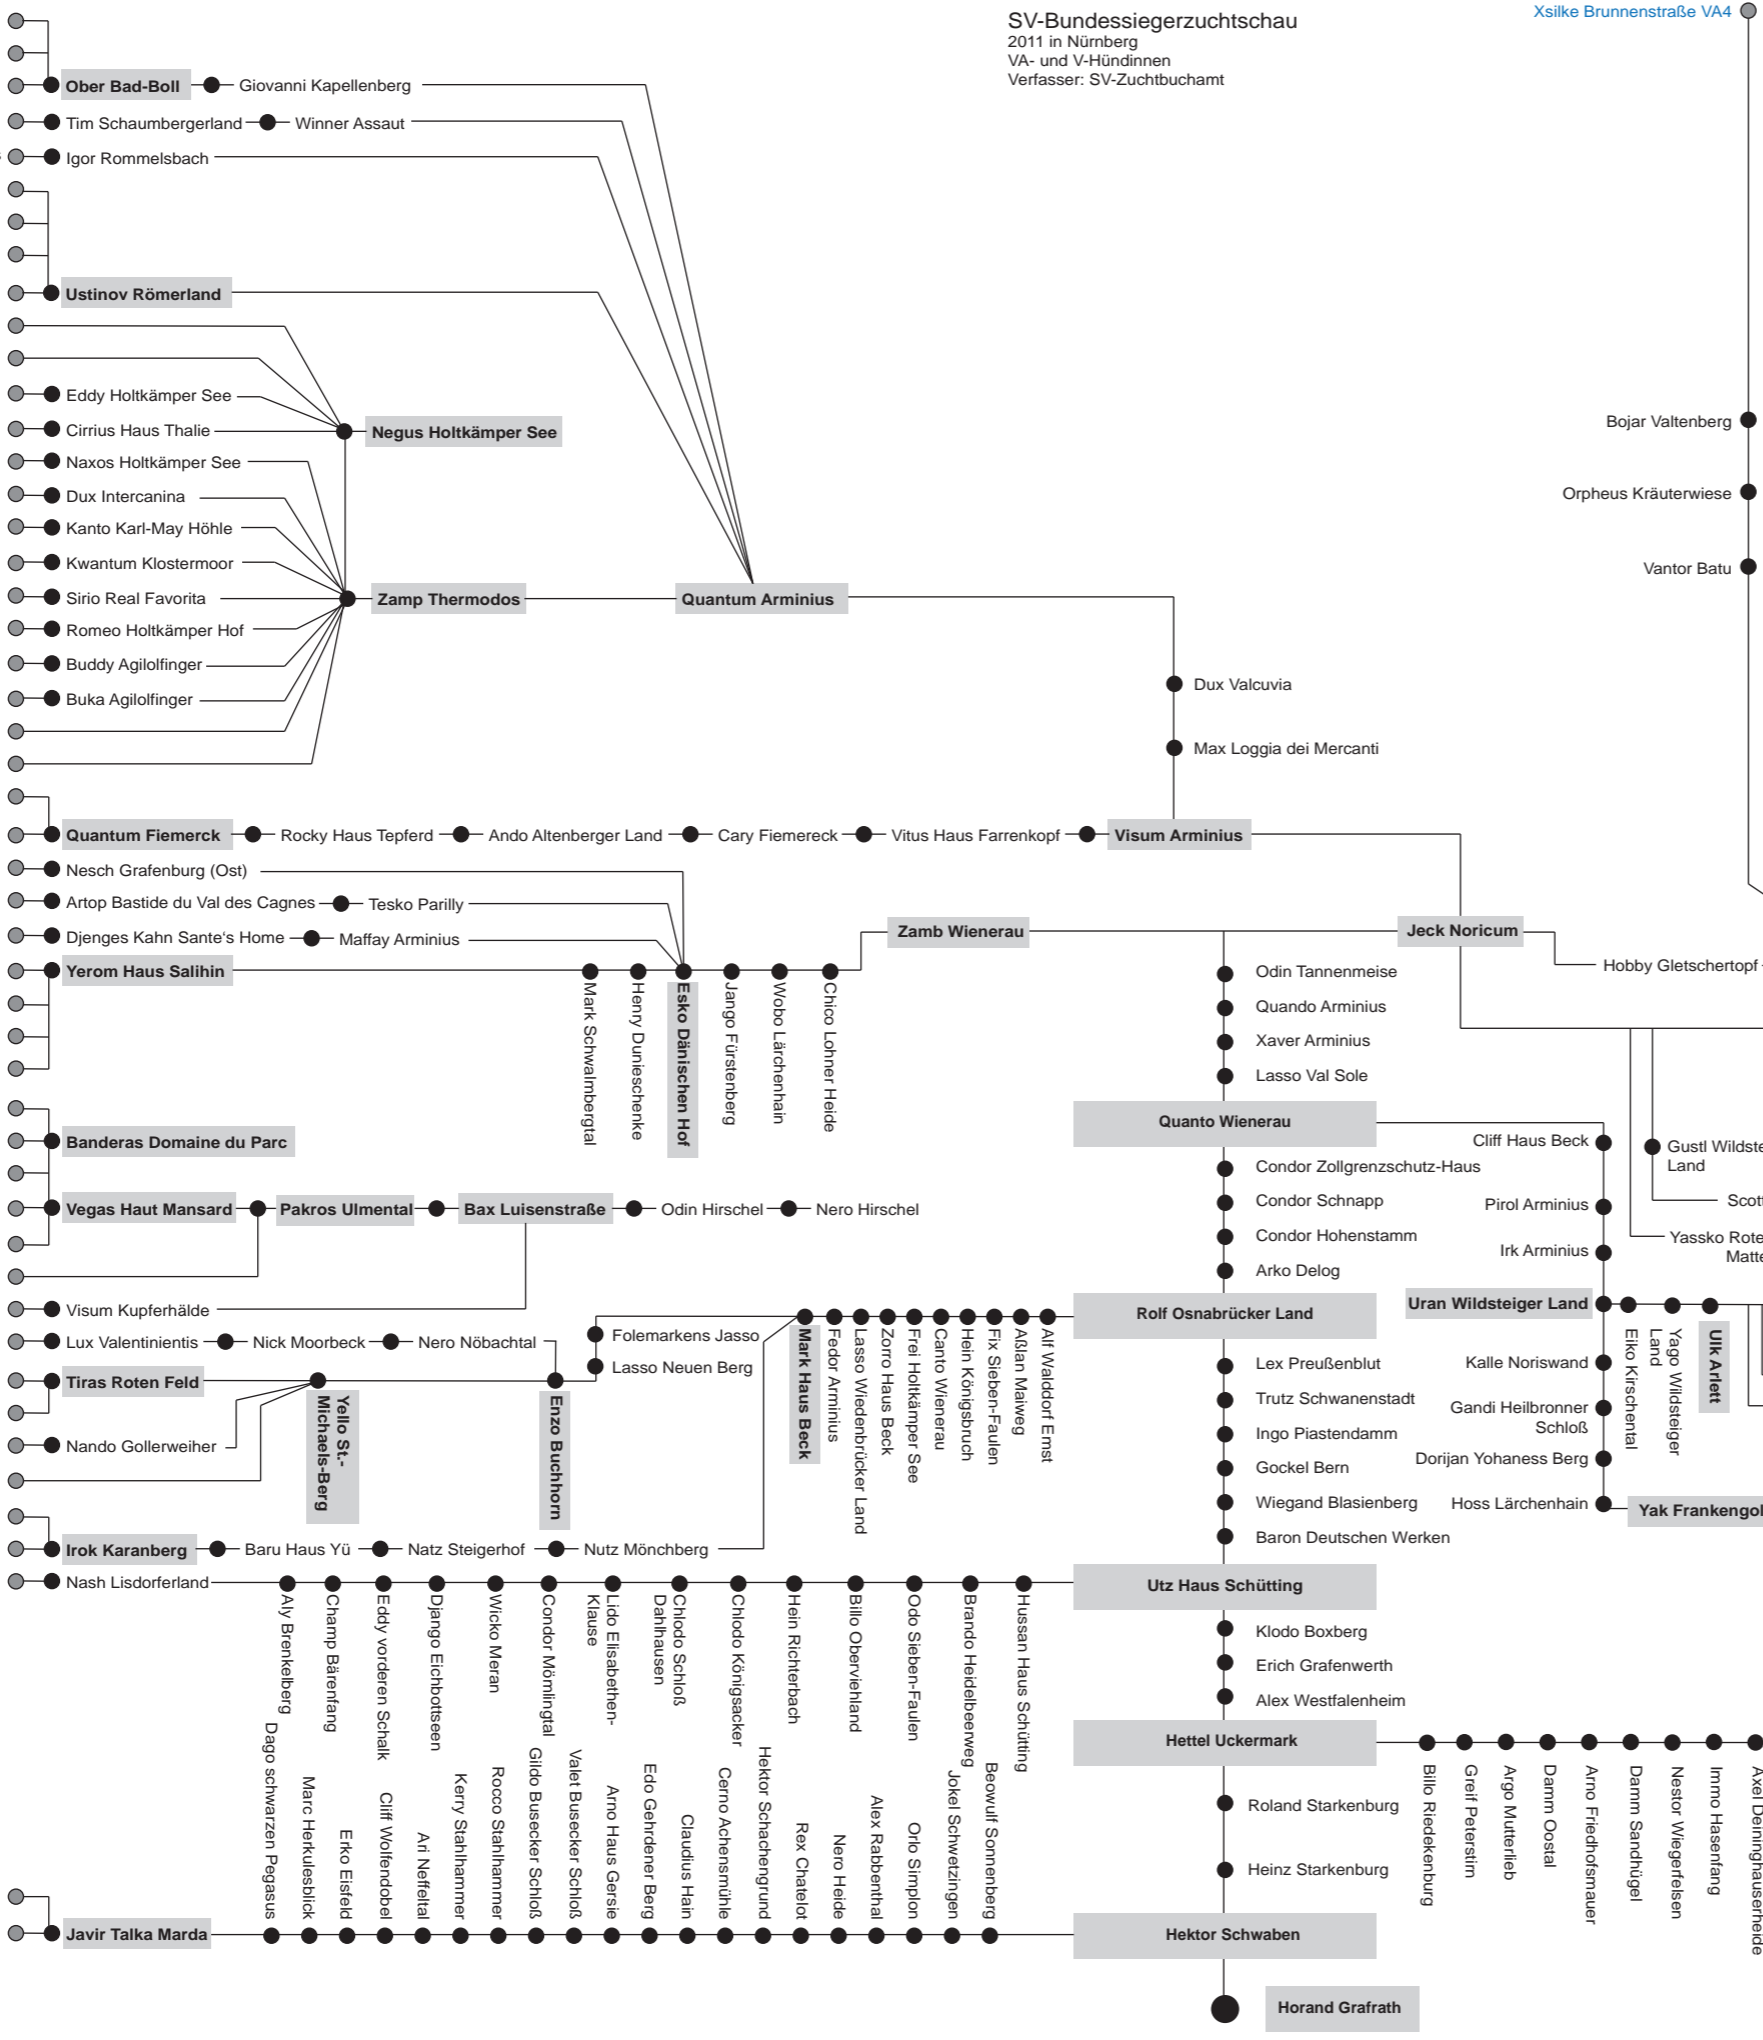 SV-Bundessiegerzuchtschau
2011 in Nürnberg
VA- und V-Hündinnen
Verfasser: SV-Zuchtbuchamt
Xsilke Brunnenstraße VA4
Ober Bad-Boll
Giovanni Kapellenberg
Tim Schaumbergerland
Winner Assaut
Igor Rommelsbach
Ustinov Römerland
Eddy Holtkämper See
Cirrius Haus Thalie
Negus Holtkämper See
Naxos Holtkämper See
Dux Intercanina
Kanto Karl-May Höhle
Kwantum Klostermoor
Sirio Real Favorita
Zamp Thermodos
Quantum Arminius
Romeo Holtkämper Hof
Buddy Agilolfinger
Buka Agilolfinger
Bojar Valtenberg
Orpheus Kräuterwiese
Vantor Batu
Dux Valcuvia
Max Loggia dei Mercanti
Quantum Fiemerck
Rocky Haus Tepferd
Ando Altenberger Land
Cary Fiemereck
Vitus Haus Farrenkopf
Visum Arminius
Nesch Grafenburg (Ost)
Artop Bastide du Val des Cagnes
Tesko Parilly
Djenges Kahn Sante's Home
Maffay Arminius
Zamb Wienerau
Jeck Noricum
Hobby Gletschertopf
Yerom Haus Salihin
Mark Schwalmbergtal
Henry Dunieschenke
Esko Dänischen Hof
Jango Fürstenberg
Wobo Lärchenhain
Chico Lohner Heide
Odin Tannenmeise
Quando Arminius
Xaver Arminius
Lasso Val Sole
Quanto Wienerau
Cliff Haus Beck
Pirol Arminius
Irk Arminius
Gustl Wildste
Land
Scott
Yassko Rote
Matte
Banderas Domaine du Parc
Condor Zollgrenzschutz-Haus
Condor Schnapp
Condor Hohenstamm
Arko Delog
Vegas Haut Mansard
Pakros Ulmental
Bax Luisenstraße
Odin Hirschel
Nero Hirschel
Visum Kupferhälde
Rolf Osnabrücker Land
Uran Wildsteiger Land
Eiko Kirschental
Yago Wildsteiger
Land
Ulk Arlett
Lux Valentinientis
Nick Moorbeck
Nero Nöbachtal
Folemarkens Jasso
Lasso Neuen Berg
Mark Haus Beck
Fedor Arminius
Lasso Wiedenbrücker Land
Zorro Haus Beck
Frei Holtkämper See
Canto Wienerau
Hein Königsbruch
Fix Sieben-Faulen
Aßlan Maiweg
Alf Walddorf Emst
Tiras Roten Feld
Yello St.-
Michaels-Berg
Enzo Buchhorn
Nando Gollerweiher
Lex Preußenblut
Trutz Schwanenstadt
Ingo Piastendamm
Gockel Bern
Wiegand Blasienberg
Baron Deutschen Werken
Kalle Noriswand
Gandi Heilbronner
Schloß
Dorijan Yohaness Berg
Hoss Lärchenhain
Yak Frankengol
Irok Karanberg
Baru Haus Yü
Natz Steigerhof
Nutz Mönchberg
Nash Lisdorferland
Utz Haus Schütting
Aly Brenkelberg
Champ Bärenfang
Eddy vorderen Schalk
Django Eichbottseen
Wicko Meran
Condor Mömlingtal
Lido Elisabethen-
Klause
Chlodo Schloß
Dahlhausen
Chlodo Königsacker
Hein Richterbach
Billo Oberviehland
Odo Sieben-Faulen
Brando Heidelbeerweg
Hussan Haus Schütting
Klodo Boxberg
Erich Grafenwerth
Alex Westfalenheim
Hettel Uckermark
Billo Riedekenburg
Greif Peterstirn
Argo Mutterlieb
Damm Oostal
Arno Friedhofsmauer
Damm Sandhügel
Nestor Wiegerfelsen
Immo Hasenfang
Axel Deininghauserheide
Roland Starkenburg
Heinz Starkenburg
Dago schwarzen Pegasus
Marc Herkulesblick
Erko Eisfeld
Cliff Wolfendobel
Ari Neffeltal
Kerry Stahlhammer
Rocco Stahlhammer
Gildo Busecker Schloß
Valet Busecker Schloß
Arno Haus Gersie
Edo Gehrdener Berg
Claudius Hain
Cerno Achensmühle
Hektor Schachengrund
Rex Chatelot
Nero Heide
Alex Rabbenthal
Orlo Simplon
Jokel Schwetzingen
Beowulf Sonnenberg
Javir Talka Marda
Hektor Schwaben
Horand Grafrath